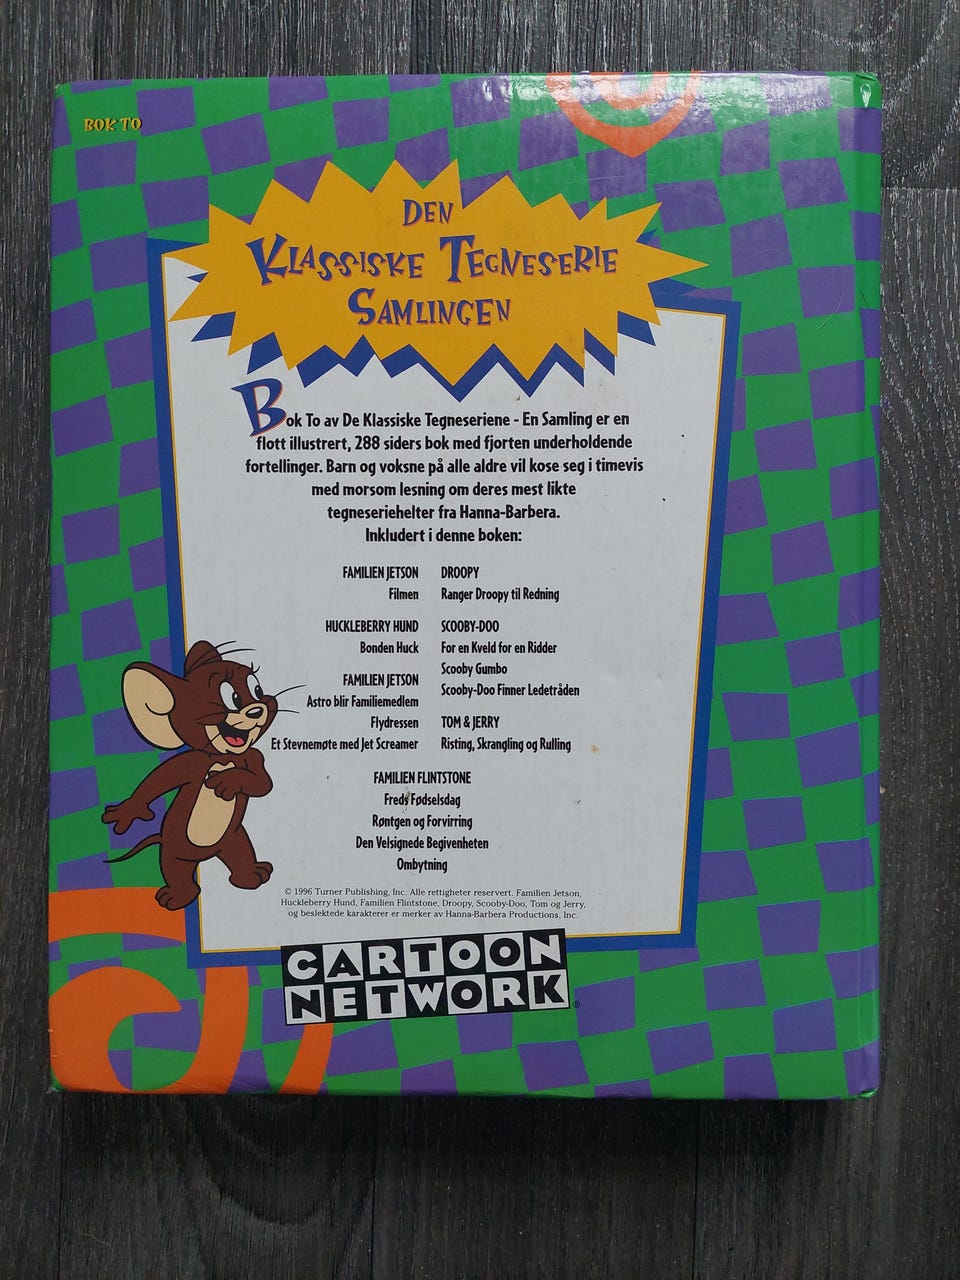 BOK TO
DEN
KLASSISKE TEGNESERIE
SAMLINGEN
Bok To av De Klassiske Tegneseriene - En Samling er en
flott illustrert, 288 siders bok med fjorten underholdende
fortellinger. Barn og voksne på alle aldre vil kose seg i timevis
med morsom lesning om deres mest likte
tegneseriehelter fra Hanna-Barbera.
Inkludert i denne boken:
FAMILIEN JETSON
Filmen
HUCKLEBERRY HUND
Bonden Huck
FAMILIEN JETSON
Astro blir Familiemedlem
Flydressen
Et Stevnemøte med Jet Screamer
DROOPY
Ranger Droopy til Redning
SCOOBY-DOO
For en Kveld for en Ridder
Scooby Gumbo
Scooby-Doo Finner Ledetråden
TOM & JERRY
Risting, Skrangling og Rulling
FAMILIEN FLINTSTONE
Freds Fødselsdag
Røntgen og Forvirring
Den Velsignede Begivenheten
Ombytning
© 1996 Turner Publishing, Inc. Alle rettigheter reservert. Familien Jetson,
Huckleberry Hund, Familien Flintstone, Droopy, Scooby-Doo, Tom og Jerry,
og beslektede karakterer er merker av Hanna-Barbera Productions, Inc.
CARTOON
NETWORK®